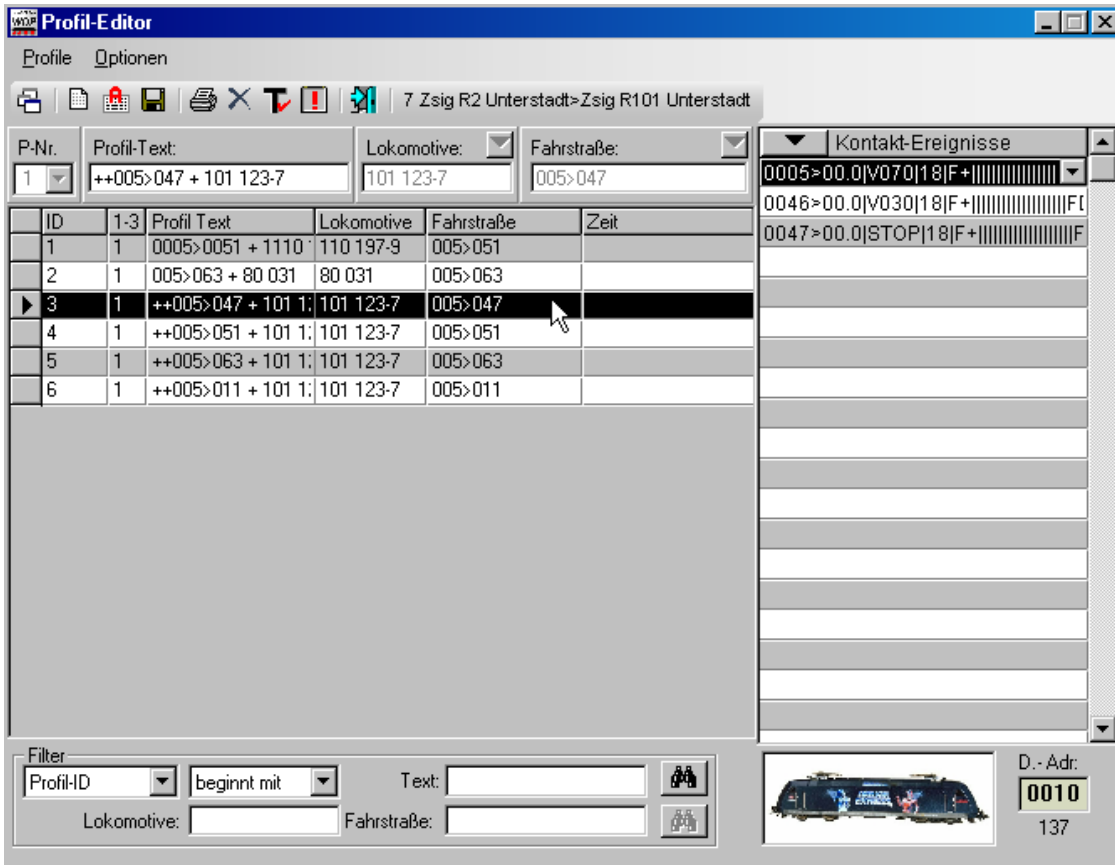 Profil-Editor
Profile Optionen
7 Zsig R2 Unterstadt>Zsig R101 Unterstadt
P-Nr. Profil-Text: Lokomotive: Fahrstraße:
1 ++005>047 + 101 123-7 101 123-7 005>047
ID 1-3 Profil Text Lokomotive Fahrstraße Zeit
1 1 0005>0051 + 1110 110 197-9 005>051
2 1 005>063 + 80 031 80 031 005>063
3 1 ++005>047 + 101 1 101 123-7 005>047
4 1 ++005>051 + 101 1 101 123-7 005>051
5 1 ++005>063 + 101 1 101 123-7 005>063
6 1 ++005>011 + 101 1 101 123-7 005>011
Kontakt-Ereignisse
0005>00.0|V070|18|F+||||||||||||||||||
0046>00.0|V030|18|F+||||||||||||||||||F
0047>00.0|STOP|18|F+||||||||||||||||||F
Filter
Profil-ID beginnt mit Text:
Lokomotive: Fahrstraße:
D.- Adr:
0010
137